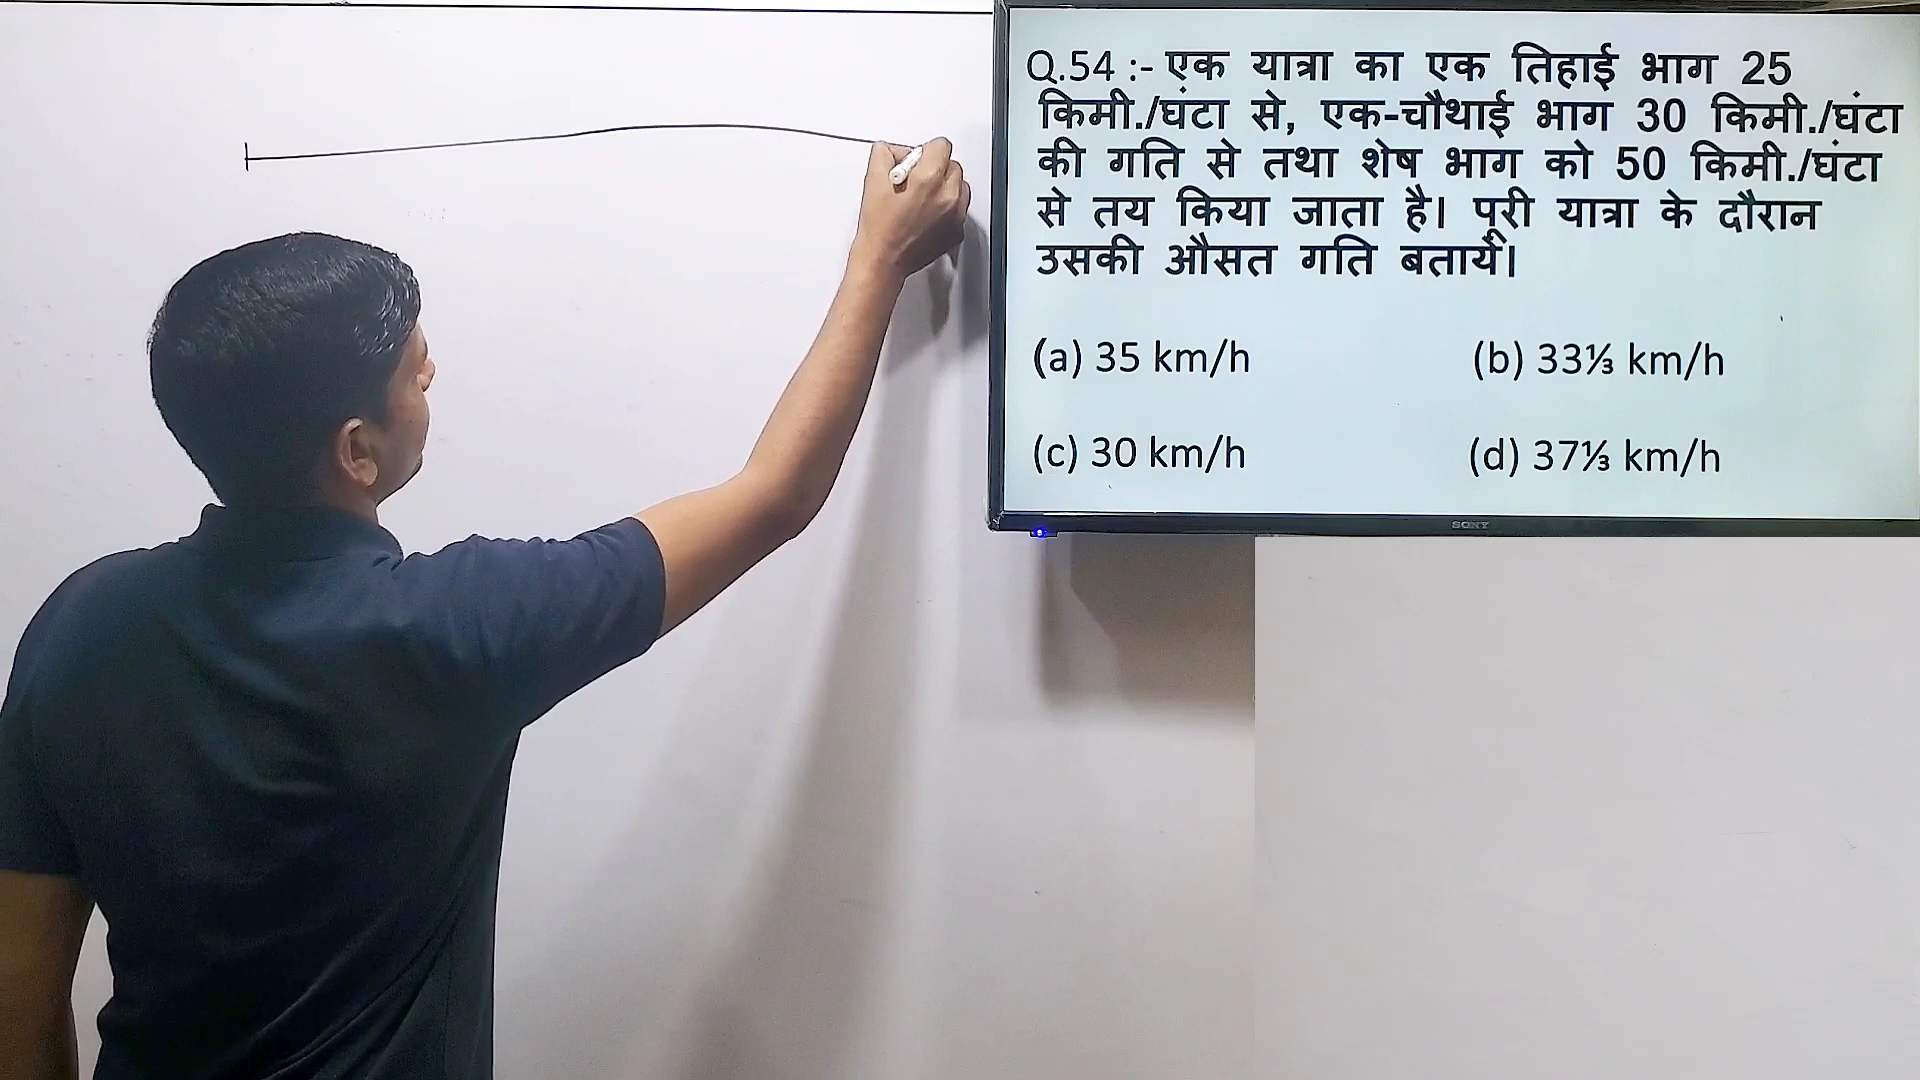 Q.54 :- एक यात्रा का एक तिहाई भाग 25
किमी./घंटा से, एक-चौथाई भाग 30 किमी./घंटा
की गति से तथा शेष भाग को 50 किमी./घंटा
से तय किया जाता है। पूरी यात्रा के दौरान
उसकी औसत गति बतायें।
(a) 35 km/h (b) 33⅓ km/h
(c) 30 km/h (d) 37⅓ km/h
SONY